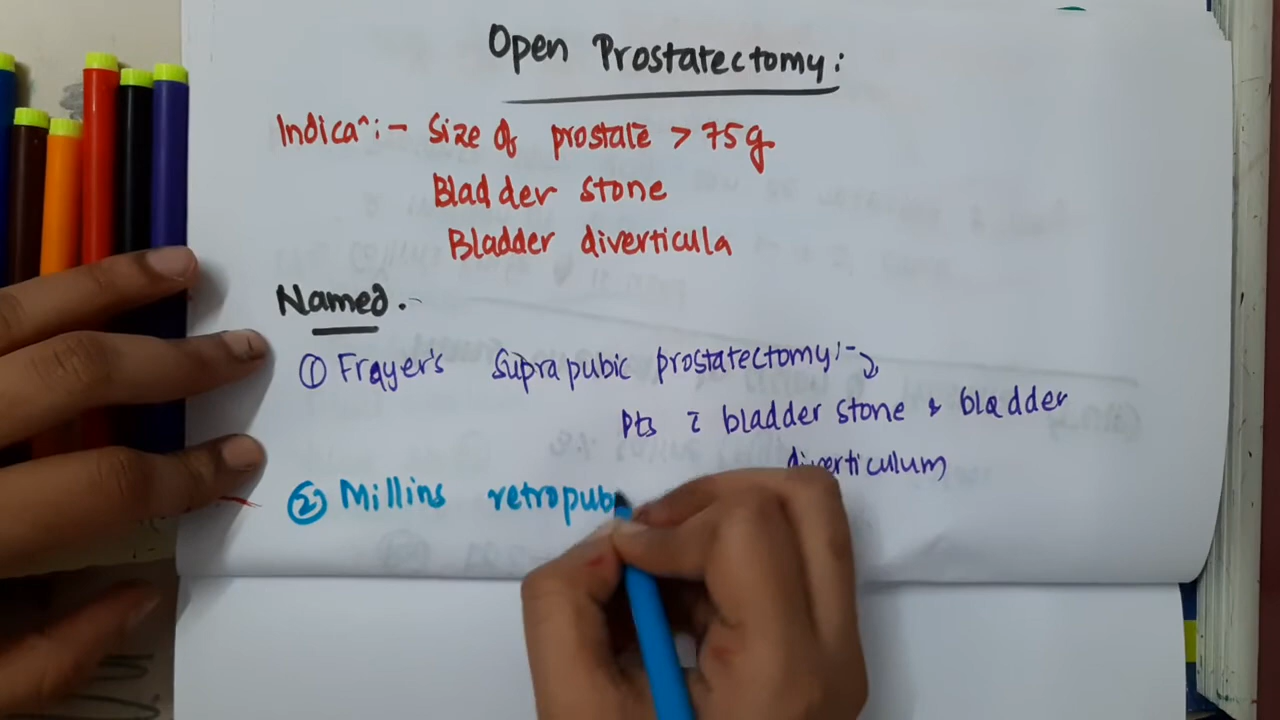 Open Prostatectomy:
Indicaⁿ:- Size of prostate > 75g
Bladder stone
Bladder diverticula
Named.-
① Frayer's Suprapubic prostatectomy:-
Pts c̄ bladder stone & bladder
diverticulum
② Millins retropub